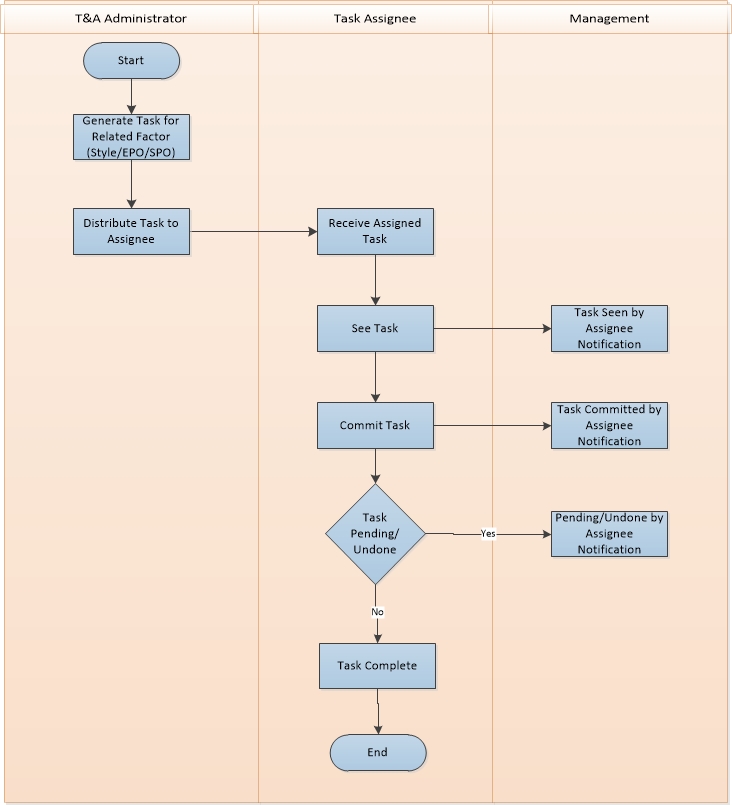 T&A Administrator
Task Assignee
Management
Start
Generate Task for
Related Factor
(Style/EPO/SPO)
Distribute Task to
Assignee
Receive Assigned
Task
See Task
Task Seen by
Assignee
Notification
Commit Task
Task Committed by
Assignee
Notification
Task
Pending/
Undone
Yes
Pending/Undone by
Assignee
Notification
No
Task Complete
End